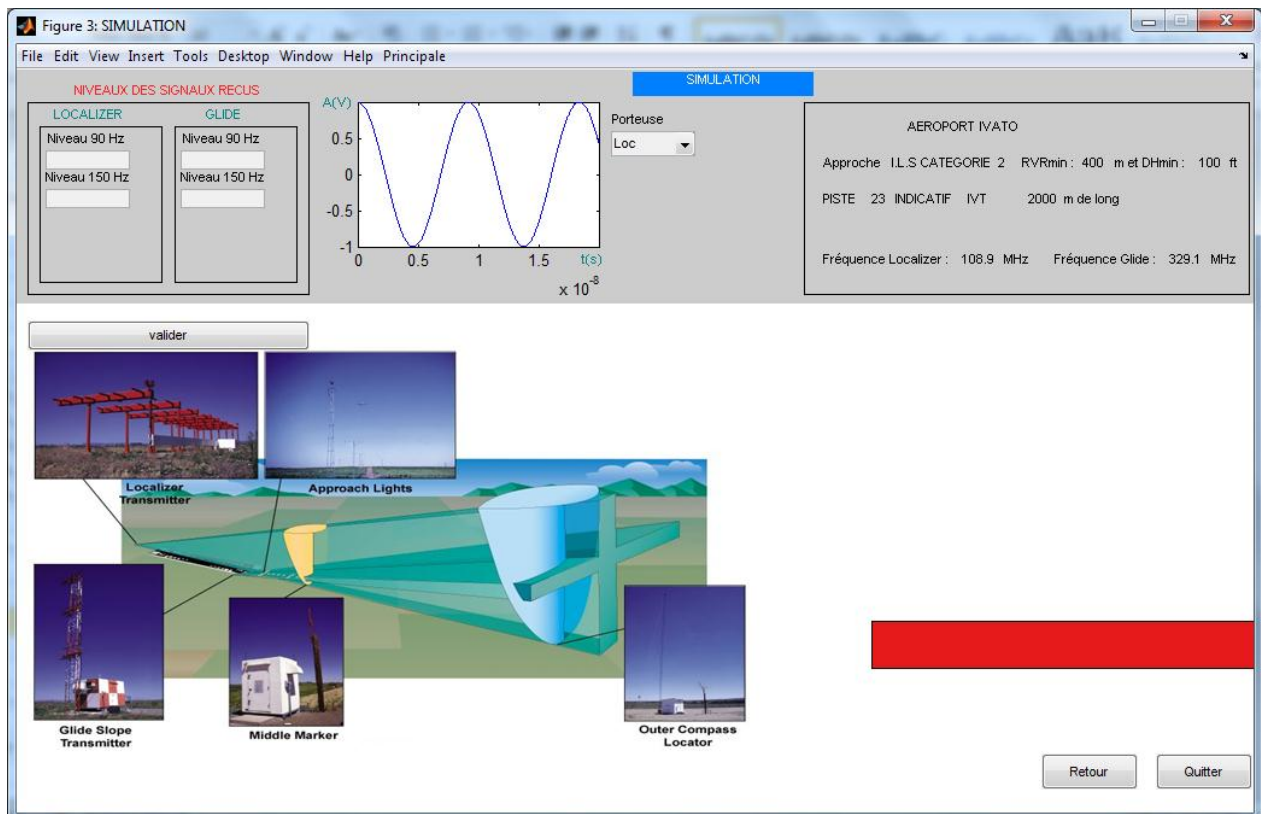 Figure 3: SIMULATION
File Edit View Insert Tools Desktop Window Help Principale
NIVEAUX DES SIGNAUX RECUS
LOCALIZER
Niveau 90 Hz
Niveau 150 Hz
GLIDE
Niveau 90 Hz
Niveau 150 Hz
A(V)
0.5
0
-0.5
-1
0 0.5 1 1.5 t(s)
x 10-8
SIMULATION
Porteuse
Loc
AEROPORT IVATO
Approche I.L.S CATEGORIE 2 RVRmin : 400 m et DHmin : 100 ft
PISTE 23 INDICATIF IVT 2000 m de long
Fréquence Localizer : 108.9 MHz Fréquence Glide : 329.1 MHz
valider
Localizer
Transmitter
Approach Lights
Glide Slope
Transmitter
Middle Marker
Outer Compass
Locator
Retour
Quitter